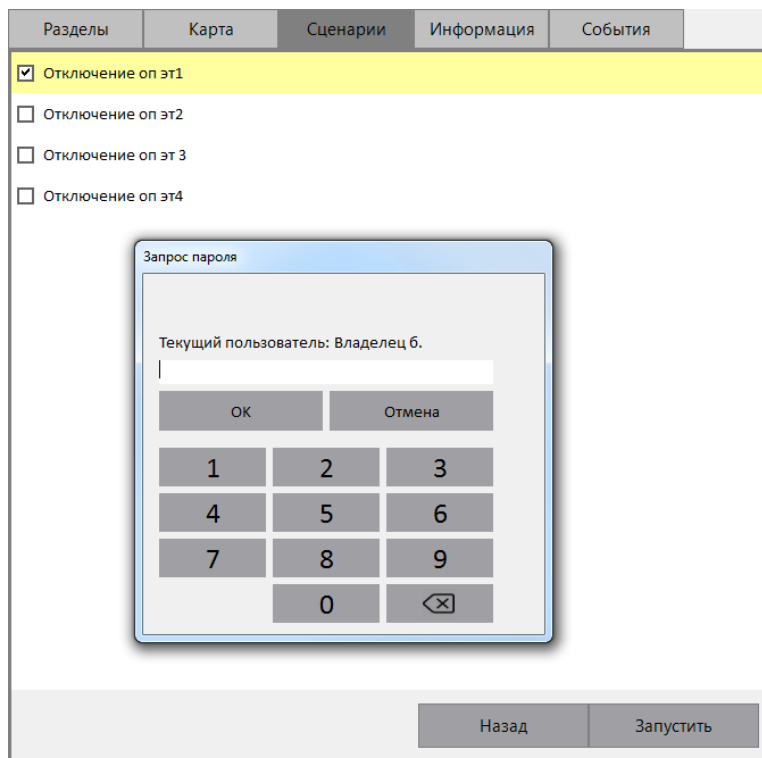 Разделы Карта Сценарии Информация События
Отключение оп эт1
Отключение оп эт2
Отключение оп эт 3
Отключение оп эт4
Запрос пароля
Текущий пользователь: Владелец б.
ОК Отмена
1 2 3
4 5 6
7 8 9
0
Назад Запустить